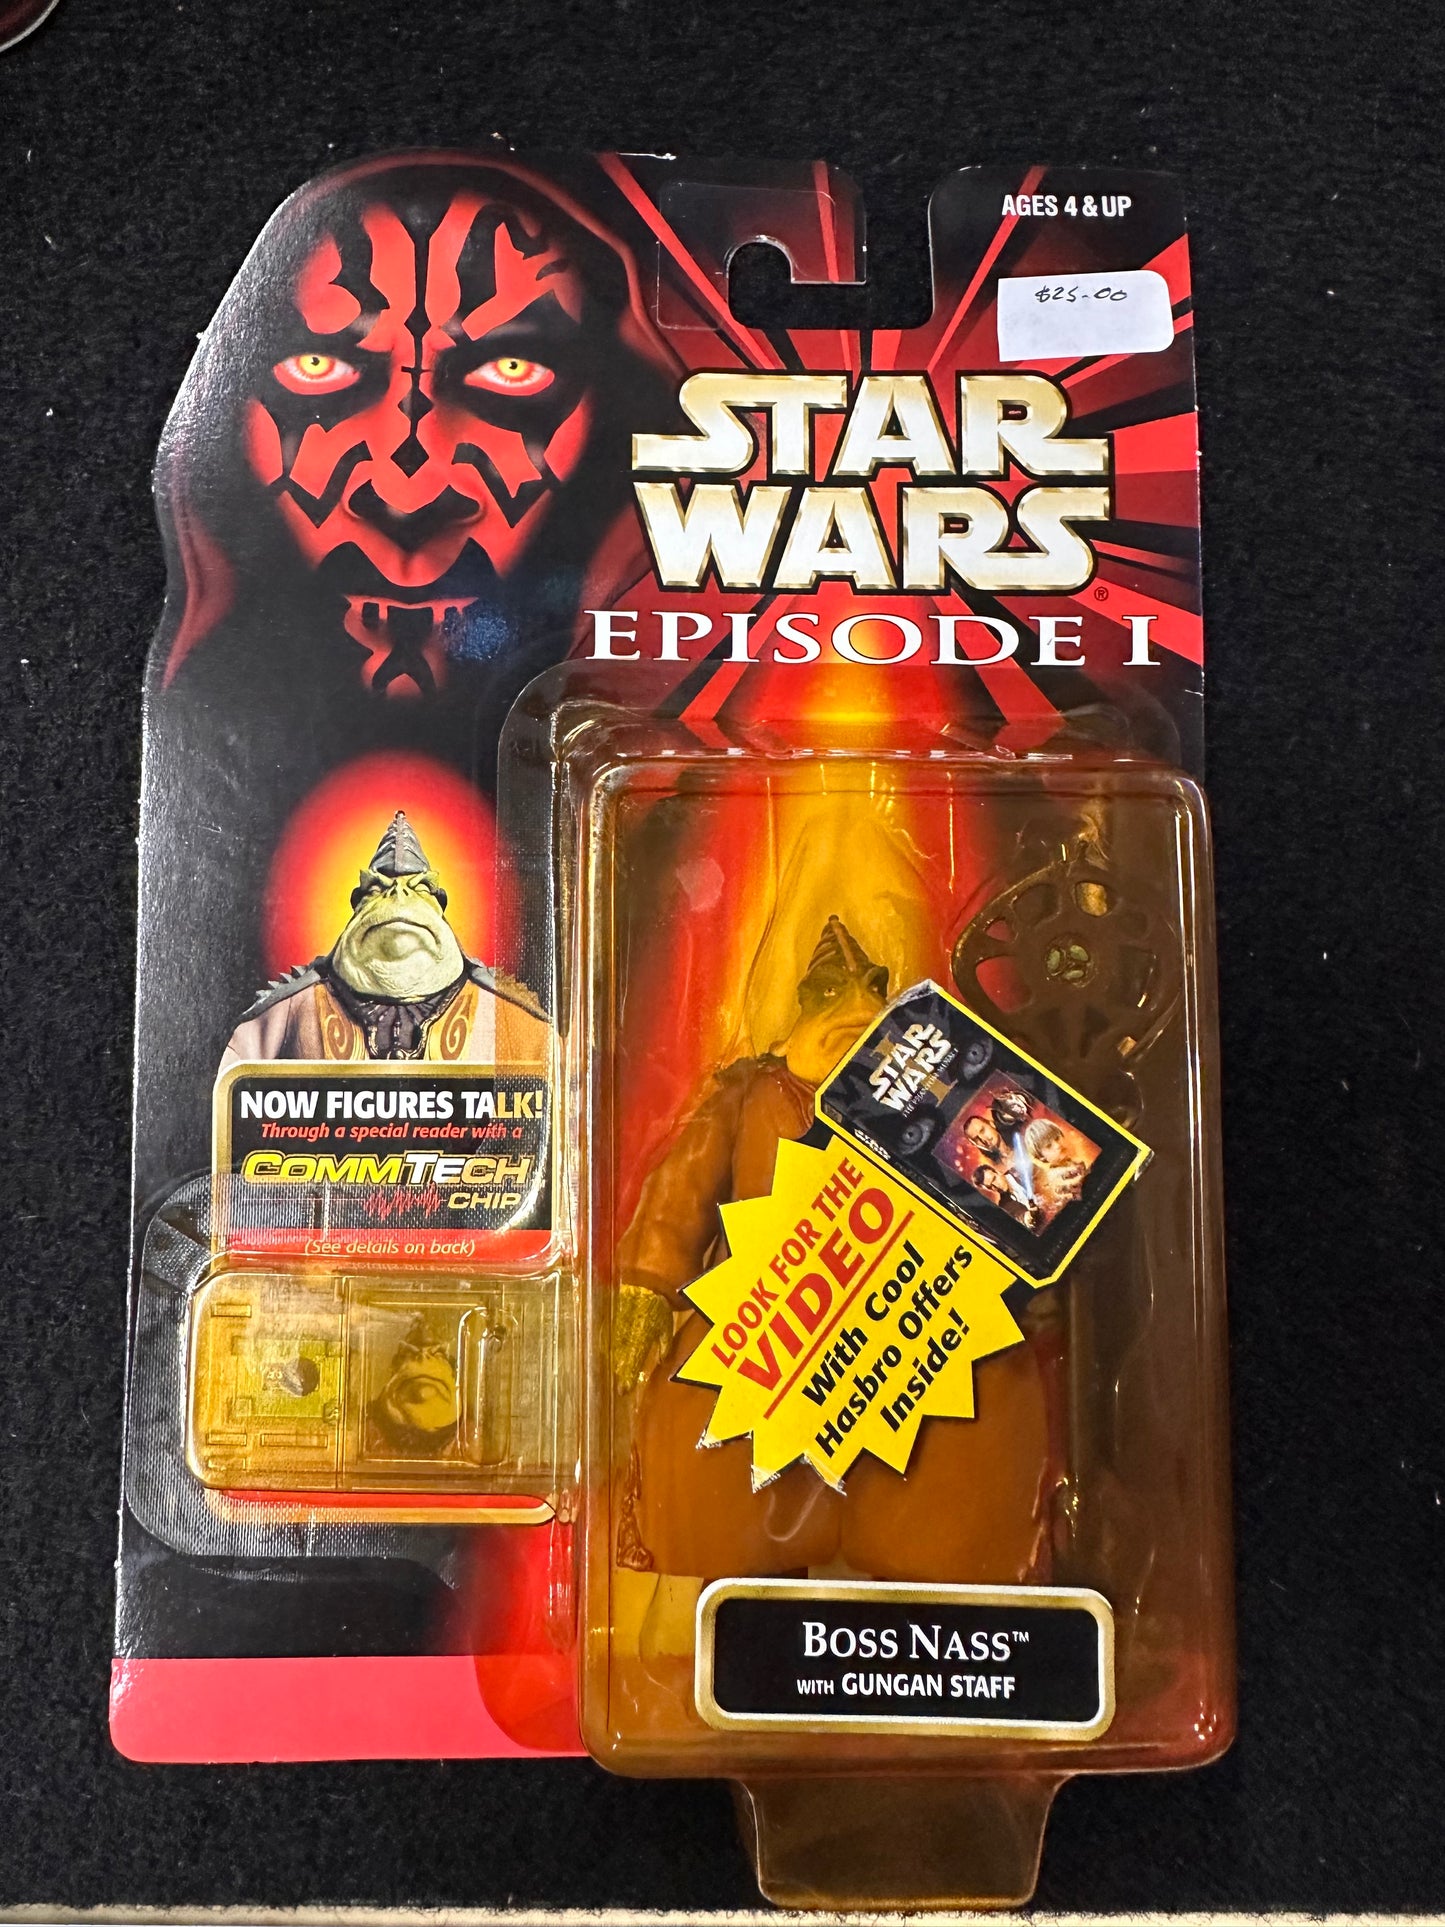 AGES 4 & UP
$25-00
STAR
WARS®
EPISODE I
NOW FIGURES TALK!
Through a special reader with a
COMMTECH
CHIP
(See details on back)
STAR
WARS
LOOK FOR THE
VIDEO
With Cool
Hasbro Offers
Inside!
BOSS NASS™
WITH GUNGAN STAFF